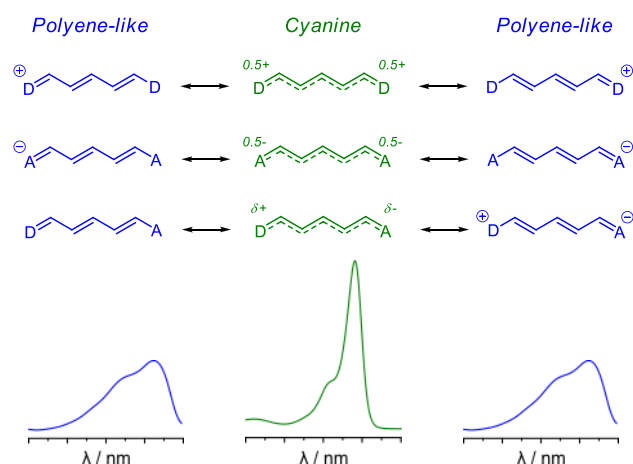 Polyene-like Cyanine Polyene-like
⊕ 0.5+ 0.5+ ⊕
D D D D D D
⊖ 0.5- 0.5- ⊖
A A A A A A
δ+ δ- ⊕ ⊖
D A D A D A
λ / nm λ / nm λ / nm